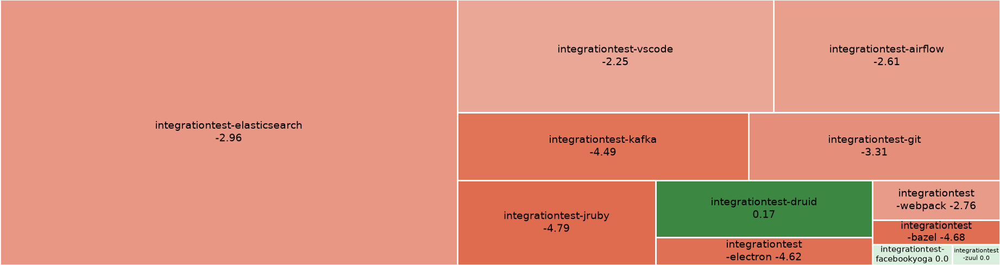 integrationtest-elasticsearch
-2.96
integrationtest-vscode
-2.25
integrationtest-airflow
-2.61
integrationtest-kafka
-4.49
integrationtest-git
-3.31
integrationtest-jruby
-4.79
integrationtest-druid
0.17
integrationtest
-electron -4.62
integrationtest
-webpack -2.76
integrationtest
-bazel -4.68
integrationtest-
facebookyoga 0.0
integrationtest
-zuul 0.0